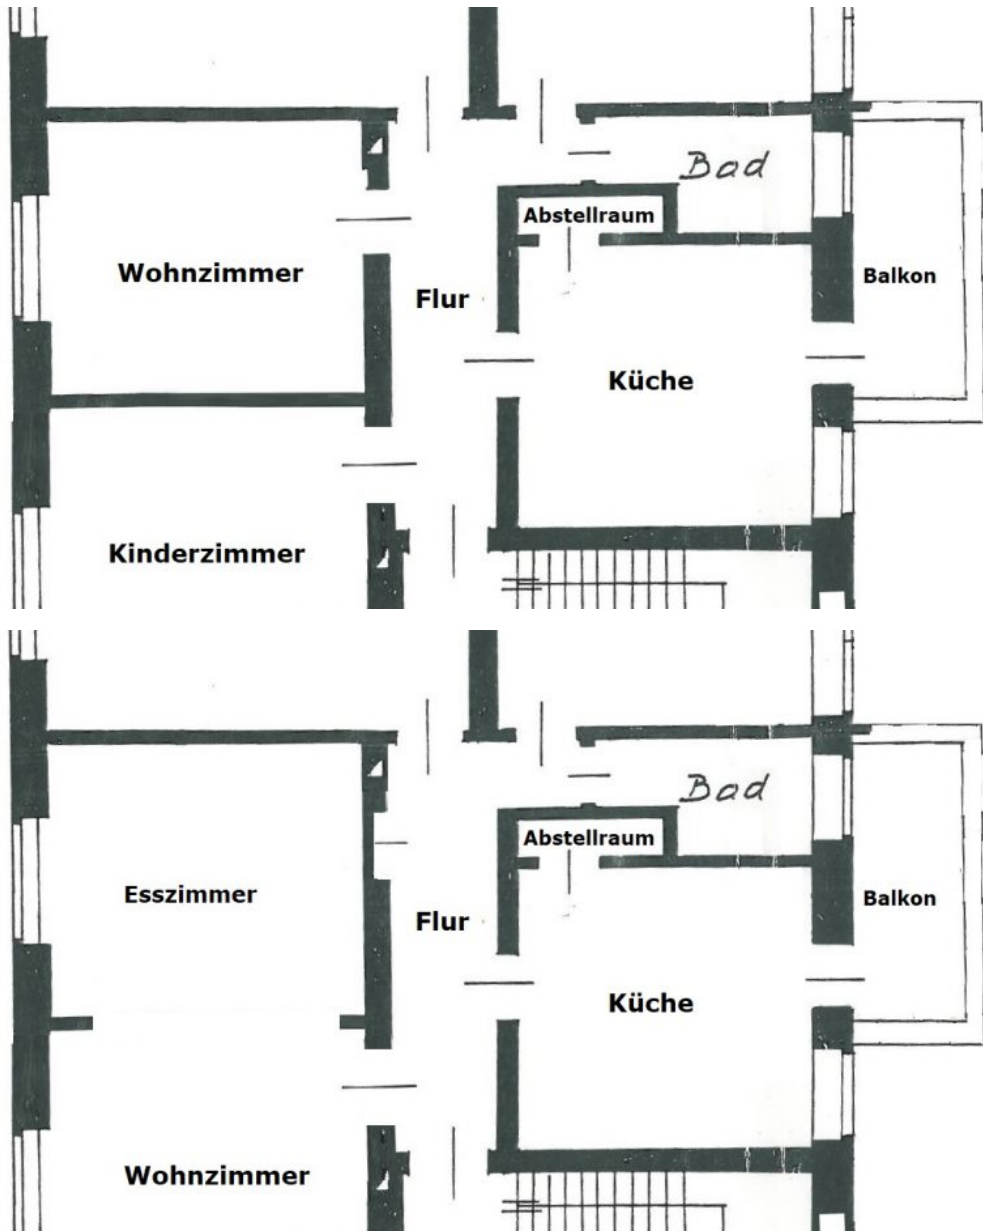 Bad
Abstellraum
Wohnzimmer
Balkon
Flur
Küche
Kinderzimmer
Bad
Abstellraum
Esszimmer
Balkon
Flur
Küche
Wohnzimmer